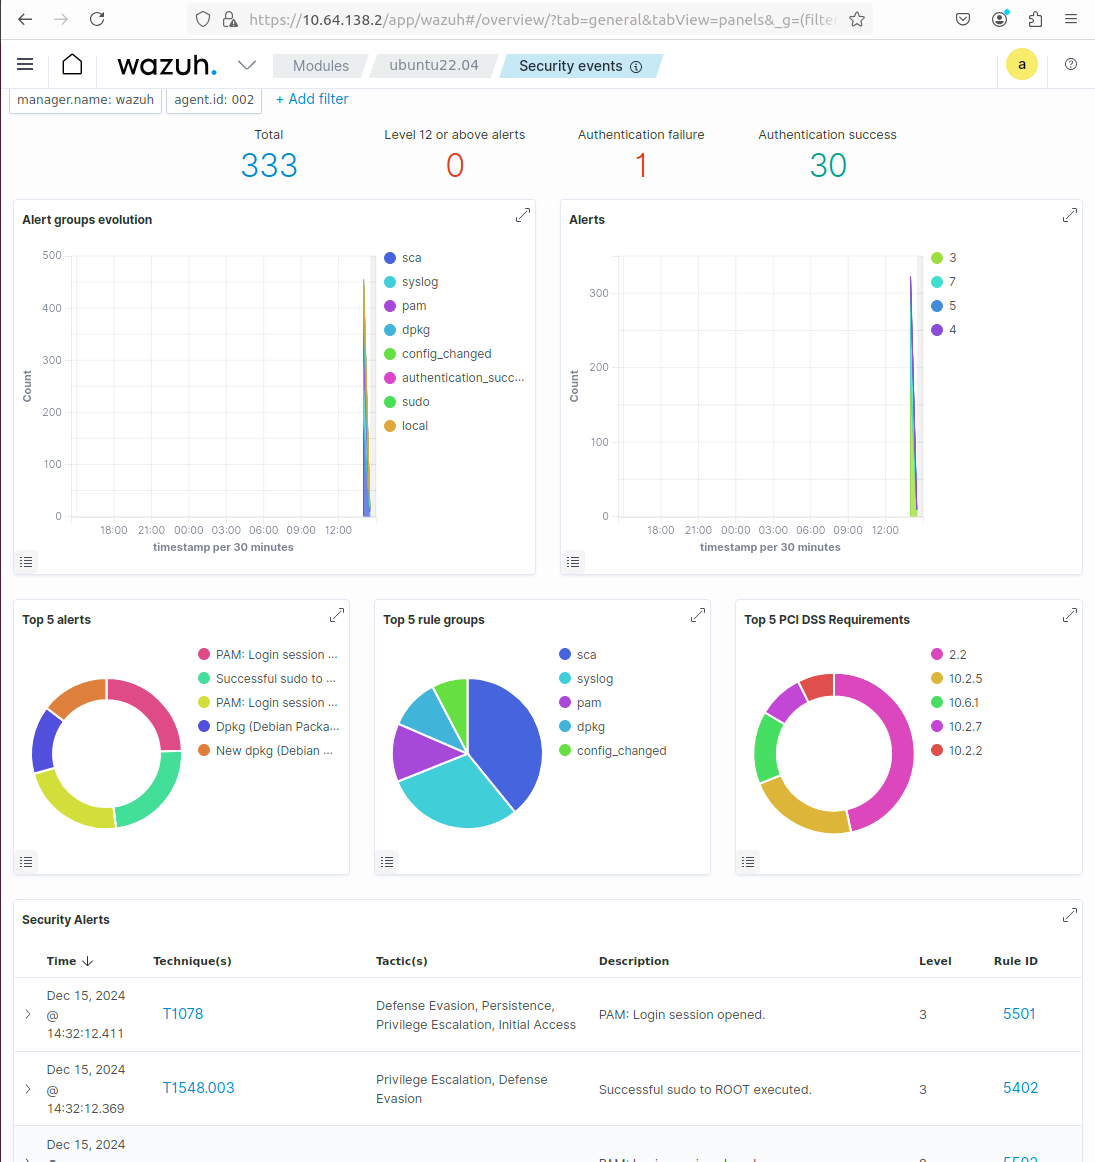 https://10.64.138.2/app/wazuh#/overview/?tab=general&tabView=panels&_g=(filter
wazuh. Modules ubuntu22.04 Security events a
manager.name: wazuh agent.id: 002 + Add filter
Total Level 12 or above alerts Authentication failure Authentication success
333 0 1 30
Alert groups evolution
500
400
300
200
100
0
Count
18:00 21:00 00:00 03:00 06:00 09:00 12:00
timestamp per 30 minutes
sca
syslog
pam
dpkg
config_changed
authentication_succ...
sudo
local
Alerts
300
200
100
0
Count
18:00 21:00 00:00 03:00 06:00 09:00 12:00
timestamp per 30 minutes
3
7
5
4
Top 5 alerts
PAM: Login session ...
Successful sudo to ...
PAM: Login session ...
Dpkg (Debian Packa...
New dpkg (Debian ...
Top 5 rule groups
sca
syslog
pam
dpkg
config_changed
Top 5 PCI DSS Requirements
2.2
10.2.5
10.6.1
10.2.7
10.2.2
Security Alerts
Time Technique(s) Tactic(s) Description Level Rule ID
Dec 15, 2024
@
14:32:12.411
T1078
Defense Evasion, Persistence,
Privilege Escalation, Initial Access
PAM: Login session opened.
3
5501
Dec 15, 2024
@
14:32:12.369
T1548.003
Privilege Escalation, Defense
Evasion
Successful sudo to ROOT executed.
3
5402
Dec 15, 2024